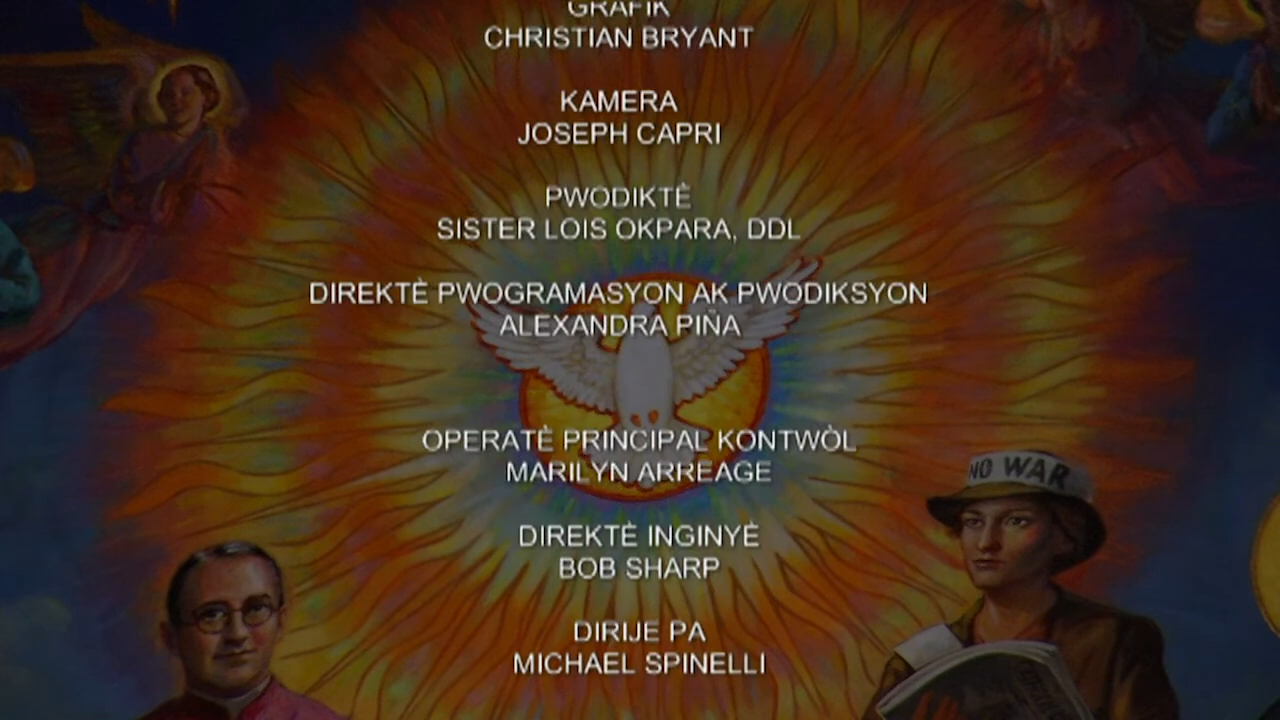 GRAFIK
CHRISTIAN BRYANT
KAMERA
JOSEPH CAPRI
PWODIKTÈ
SISTER LOIS OKPARA, DDL
DIREKTÈ PWOGRAMASYON AK PWODIKSYON
ALEXANDRA PIÑA
OPERATÈ PRINCIPAL KONTWÒL
MARILYN ARREAGE
NO WAR
DIREKTÈ INGINYÈ
BOB SHARP
DIRIJE PA
MICHAEL SPINELLI